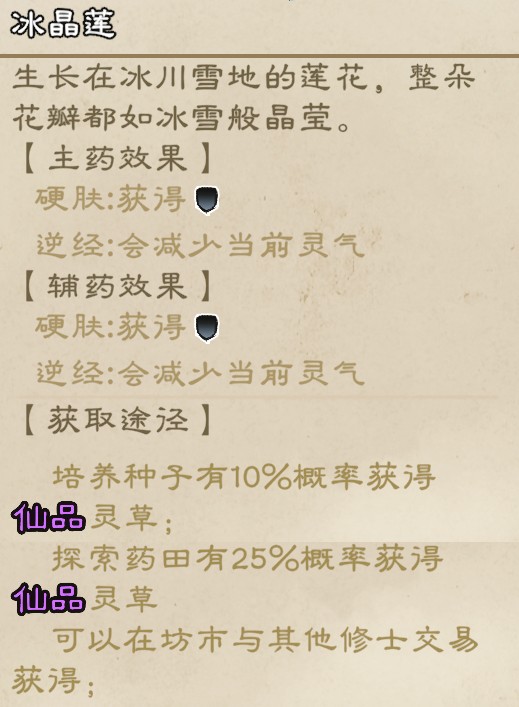 冰晶莲
生长在冰川雪地的莲花，整朵
花瓣都如冰雪般晶莹。
【主药效果】
硬肤:获得
逆经:会减少当前灵气
【辅药效果】
硬肤:获得
逆经:会减少当前灵气
【获取途径】
培养种子有10%概率获得
仙品灵草；
探索药田有25%概率获得
仙品灵草
可以在坊市与其他修士交易
获得；